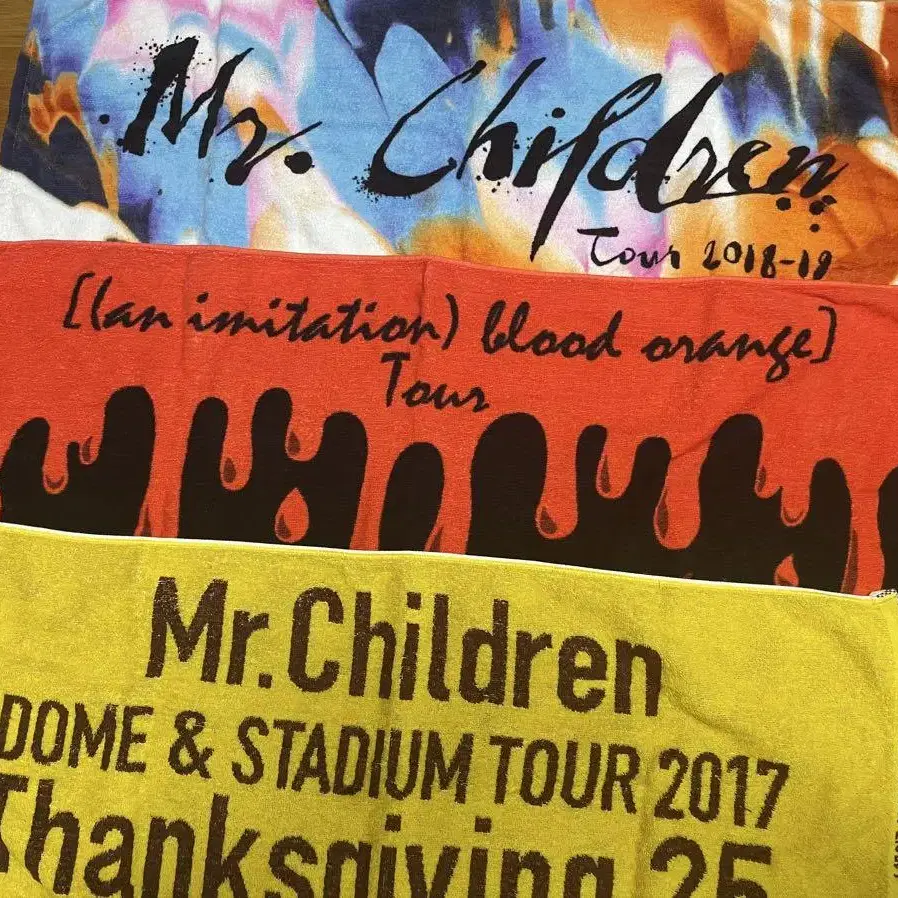 Mr. Children
Tour 2018-19
[(an imitation) blood orange]
Tour
Mr.Children
DOME & STADIUM TOUR 2017
Thanksgiving 25